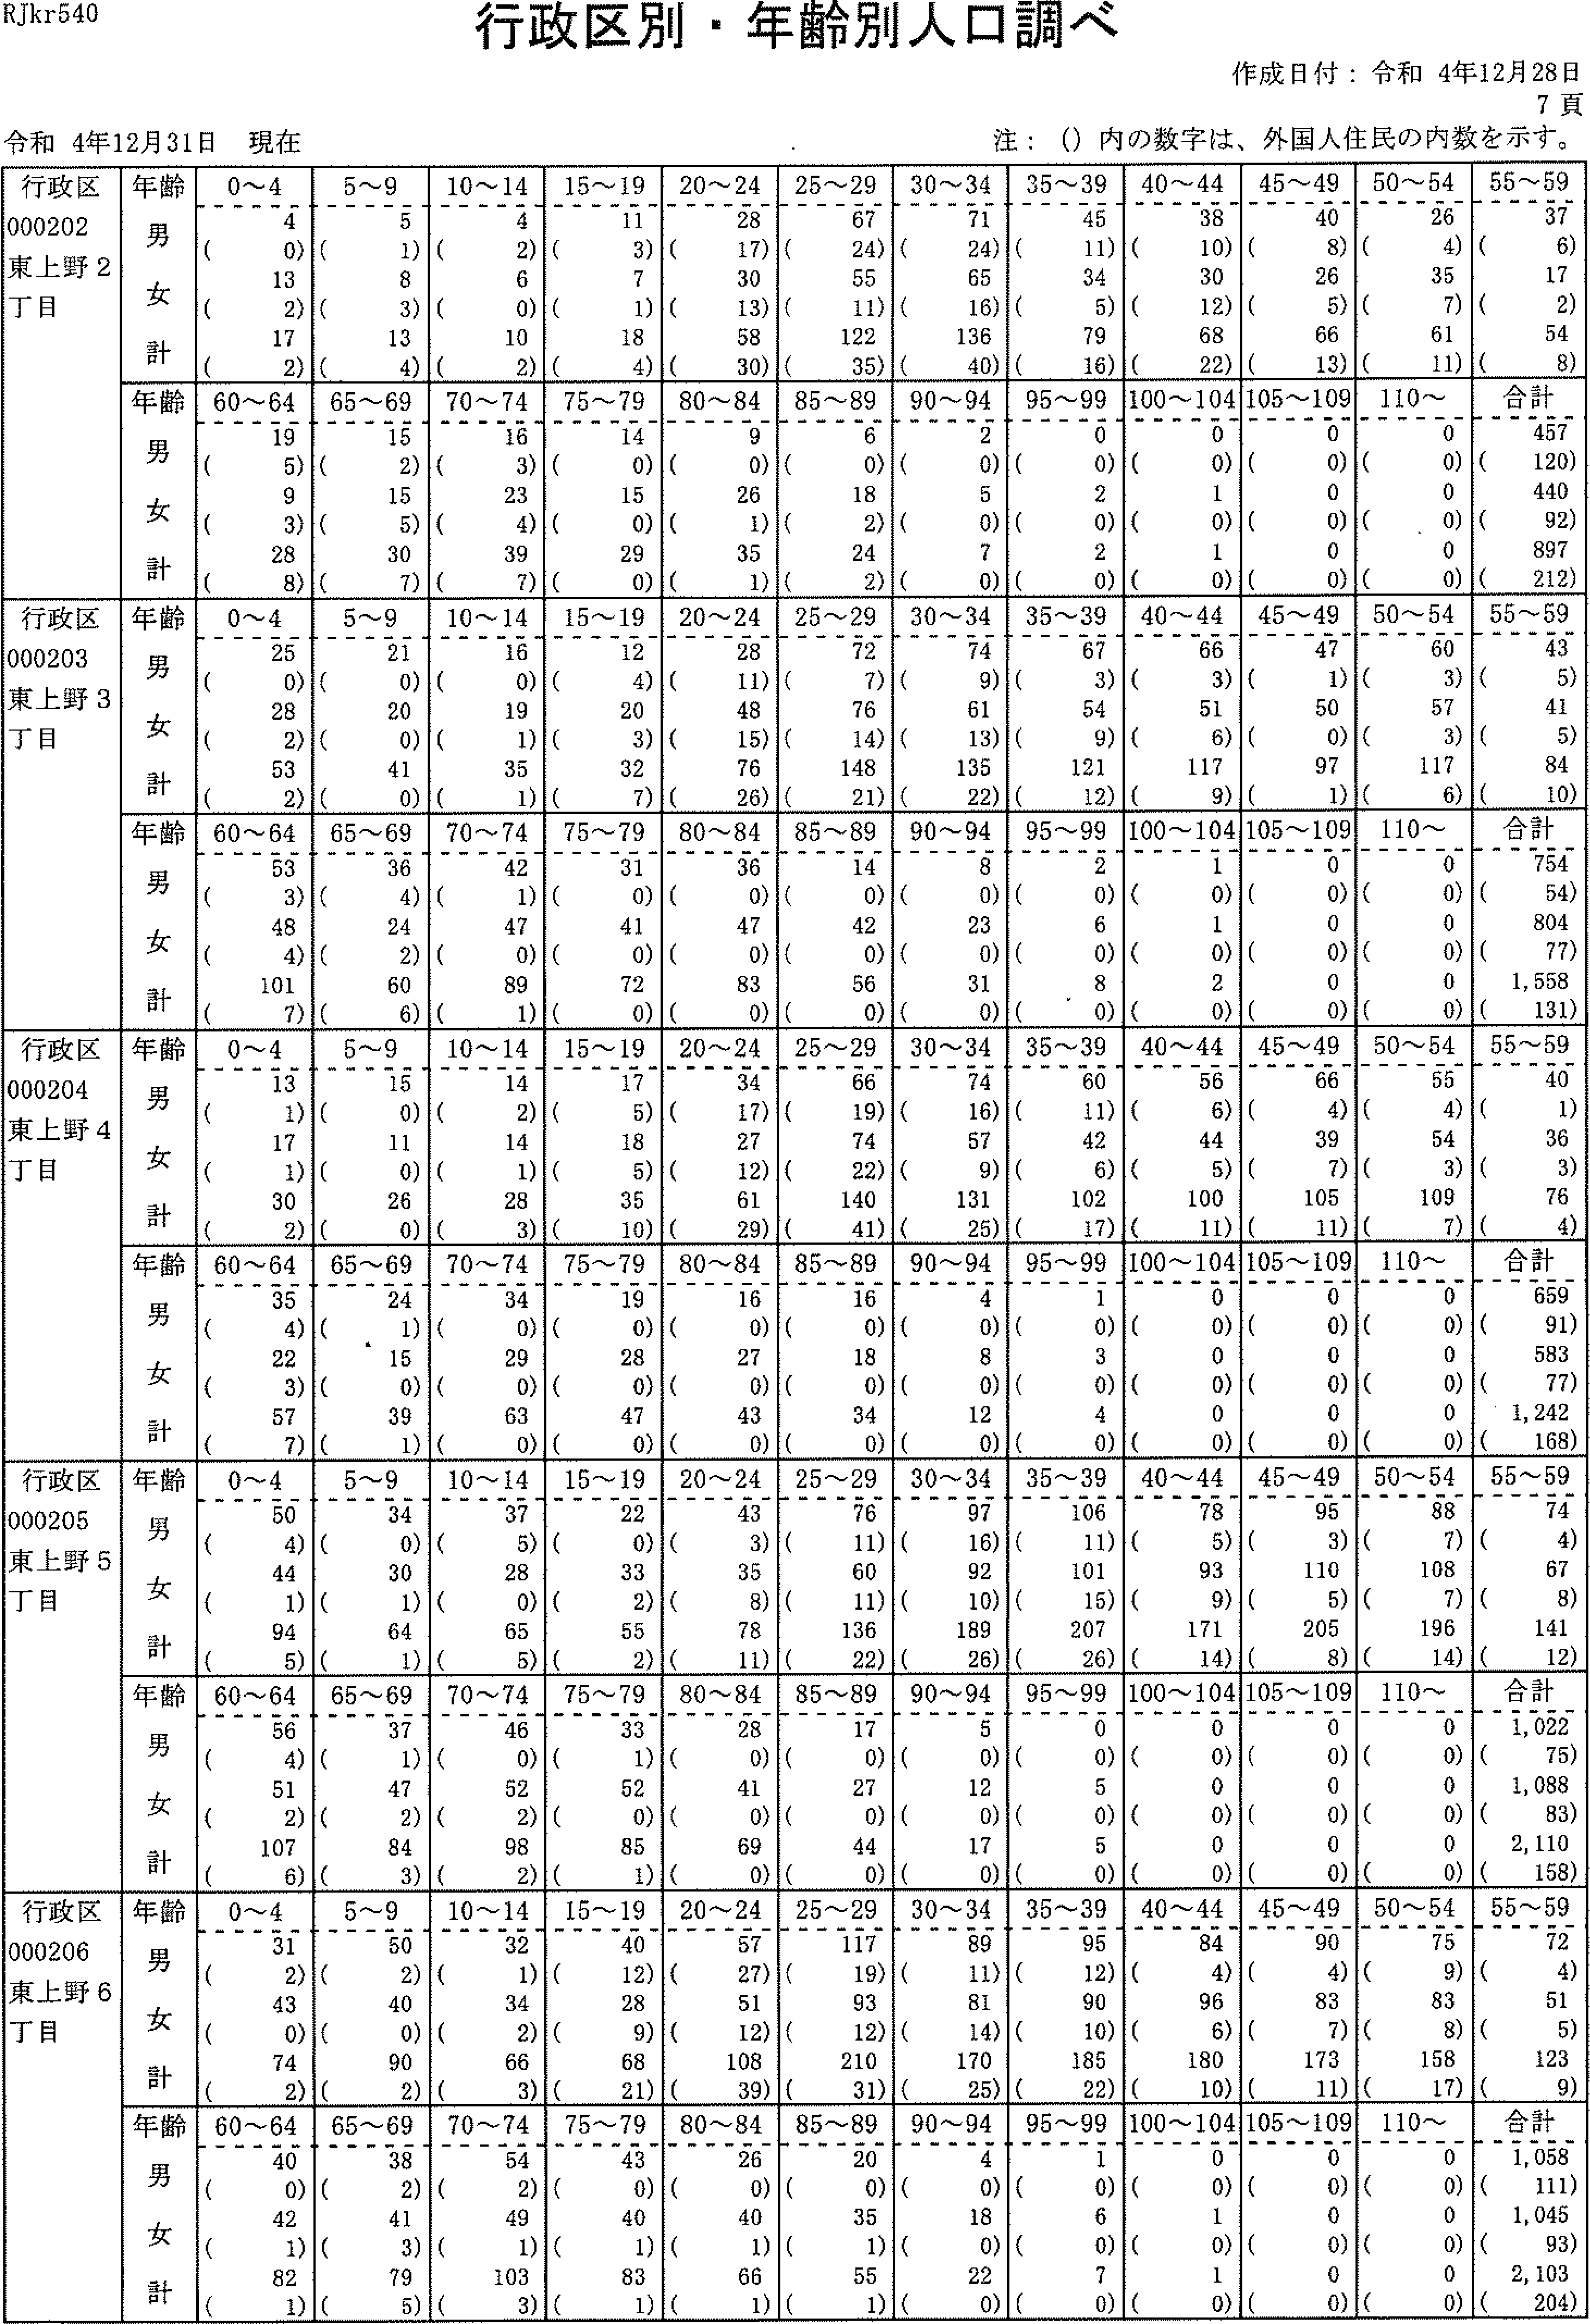 RJkr540
行政区別・年齢別人口調べ
作成日付：令和 4年12月28日
7 頁
令和 4年12月31日 現在
注：（）内の数字は、外国人住民の内数を示す。
行政区 年齢 0～4 5～9 10～14 15～19 20～24 25～29 30～34 35～39 40～44 45～49 50～54 55～59
000202 男 4 5 4 11 28 67 71 45 38 40 26 37
( 0) ( 1) ( 2) ( 3) ( 17) ( 24) ( 24) ( 11) ( 10) ( 8) ( 4) ( 6)
東上野2 女 13 8 6 7 30 55 65 34 30 26 35 17
丁目 ( 2) ( 3) ( 0) ( 1) ( 13) ( 11) ( 16) ( 5) ( 12) ( 5) ( 7) ( 2)
計 17 13 10 18 58 122 136 79 68 66 61 54
( 2) ( 4) ( 2) ( 4) ( 30) ( 35) ( 40) ( 16) ( 22) ( 13) ( 11) ( 8)
年齢 60～64 65～69 70～74 75～79 80～84 85～89 90～94 95～99 100～104 105～109 110～ 合計
男 19 15 16 14 9 6 2 0 0 0 0 457
( 5) ( 2) ( 3) ( 0) ( 0) ( 0) ( 0) ( 0) ( 0) ( 0) ( 0) ( 120)
女 9 15 23 15 26 18 5 2 1 0 0 440
( 3) ( 5) ( 4) ( 0) ( 1) ( 2) ( 0) ( 0) ( 0) ( 0) ( 0) ( 92)
計 28 30 39 29 35 24 7 2 1 0 0 897
( 8) ( 7) ( 7) ( 0) ( 1) ( 2) ( 0) ( 0) ( 0) ( 0) ( 0) ( 212)
行政区 年齢 0～4 5～9 10～14 15～19 20～24 25～29 30～34 35～39 40～44 45～49 50～54 55～59
000203 男 25 21 16 12 28 72 74 67 66 47 60 43
( 0) ( 0) ( 0) ( 4) ( 11) ( 7) ( 9) ( 3) ( 3) ( 1) ( 3) ( 5)
東上野3 女 28 20 19 20 48 76 61 54 51 50 57 41
丁目 ( 2) ( 0) ( 1) ( 3) ( 15) ( 14) ( 13) ( 9) ( 6) ( 0) ( 3) ( 5)
計 53 41 35 32 76 148 135 121 117 97 117 84
( 2) ( 0) ( 1) ( 7) ( 26) ( 21) ( 22) ( 12) ( 9) ( 1) ( 6) ( 10)
年齢 60～64 65～69 70～74 75～79 80～84 85～89 90～94 95～99 100～104 105～109 110～ 合計
男 53 36 42 31 36 14 8 2 1 0 0 754
( 3) ( 4) ( 1) ( 0) ( 0) ( 0) ( 0) ( 0) ( 0) ( 0) ( 0) ( 54)
女 48 24 47 41 47 42 23 6 1 0 0 804
( 4) ( 2) ( 0) ( 0) ( 0) ( 0) ( 0) ( 0) ( 0) ( 0) ( 0) ( 77)
計 101 60 89 72 83 56 31 8 2 0 0 1,558
( 7) ( 6) ( 1) ( 0) ( 0) ( 0) ( 0) ( 0) ( 0) ( 0) ( 0) ( 131)
行政区 年齢 0～4 5～9 10～14 15～19 20～24 25～29 30～34 35～39 40～44 45～49 50～54 55～59
000204 男 13 15 14 17 34 66 74 60 56 66 55 40
( 1) ( 0) ( 2) ( 5) ( 17) ( 19) ( 16) ( 11) ( 6) ( 4) ( 4) ( 1)
東上野4 女 17 11 14 18 27 74 57 42 44 39 54 36
丁目 ( 1) ( 0) ( 1) ( 5) ( 12) ( 22) ( 9) ( 6) ( 5) ( 7) ( 3) ( 3)
計 30 26 28 35 61 140 131 102 100 105 109 76
( 2) ( 0) ( 3) ( 10) ( 29) ( 41) ( 25) ( 17) ( 11) ( 11) ( 7) ( 4)
年齢 60～64 65～69 70～74 75～79 80～84 85～89 90～94 95～99 100～104 105～109 110～ 合計
男 35 24 34 19 16 16 4 1 0 0 0 659
( 4) ( 1) ( 0) ( 0) ( 0) ( 0) ( 0) ( 0) ( 0) ( 0) ( 0) ( 91)
女 22 15 29 28 27 18 8 3 0 0 0 583
( 3) ( 0) ( 0) ( 0) ( 0) ( 0) ( 0) ( 0) ( 0) ( 0) ( 0) ( 77)
計 57 39 63 47 43 34 12 4 0 0 0 1,242
( 7) ( 1) ( 0) ( 0) ( 0) ( 0) ( 0) ( 0) ( 0) ( 0) ( 0) ( 168)
行政区 年齢 0～4 5～9 10～14 15～19 20～24 25～29 30～34 35～39 40～44 45～49 50～54 55～59
000205 男 50 34 37 22 43 76 97 106 78 95 88 74
( 4) ( 0) ( 5) ( 0) ( 3) ( 11) ( 16) ( 11) ( 5) ( 3) ( 7) ( 4)
東上野5 女 44 30 28 33 35 60 92 101 93 110 108 67
丁目 ( 1) ( 1) ( 0) ( 2) ( 8) ( 11) ( 10) ( 15) ( 9) ( 5) ( 7) ( 8)
計 94 64 65 55 78 136 189 207 171 205 196 141
( 5) ( 1) ( 5) ( 2) ( 11) ( 22) ( 26) ( 26) ( 14) ( 8) ( 14) ( 12)
年齢 60～64 65～69 70～74 75～79 80～84 85～89 90～94 95～99 100～104 105～109 110～ 合計
男 56 37 46 33 28 17 5 0 0 0 0 1,022
( 4) ( 1) ( 0) ( 1) ( 0) ( 0) ( 0) ( 0) ( 0) ( 0) ( 0) ( 75)
女 51 47 52 52 41 27 12 5 0 0 0 1,088
( 2) ( 2) ( 2) ( 0) ( 0) ( 0) ( 0) ( 0) ( 0) ( 0) ( 0) ( 83)
計 107 84 98 85 69 44 17 5 0 0 0 2,110
( 6) ( 3) ( 2) ( 1) ( 0) ( 0) ( 0) ( 0) ( 0) ( 0) ( 0) ( 158)
行政区 年齢 0～4 5～9 10～14 15～19 20～24 25～29 30～34 35～39 40～44 45～49 50～54 55～59
000206 男 31 50 32 40 57 117 89 95 84 90 75 72
( 2) ( 2) ( 1) ( 12) ( 27) ( 19) ( 11) ( 12) ( 4) ( 4) ( 9) ( 4)
東上野6 女 43 40 34 28 51 93 81 90 96 83 83 51
丁目 ( 0) ( 0) ( 2) ( 9) ( 12) ( 12) ( 14) ( 10) ( 6) ( 7) ( 8) ( 5)
計 74 90 66 68 108 210 170 185 180 173 158 123
( 2) ( 2) ( 3) ( 21) ( 39) ( 31) ( 25) ( 22) ( 10) ( 11) ( 17) ( 9)
年齢 60～64 65～69 70～74 75～79 80～84 85～89 90～94 95～99 100～104 105～109 110～ 合計
男 40 38 54 43 26 20 4 1 0 0 0 1,058
( 0) ( 2) ( 2) ( 0) ( 0) ( 0) ( 0) ( 0) ( 0) ( 0) ( 0) ( 111)
女 42 41 49 40 40 35 18 6 1 0 0 1,045
( 1) ( 3) ( 1) ( 1) ( 1) ( 1) ( 0) ( 0) ( 0) ( 0) ( 0) ( 93)
計 82 79 103 83 66 55 22 7 1 0 0 2,103
( 1) ( 5) ( 3) ( 1) ( 1) ( 1) ( 0) ( 0) ( 0) ( 0) ( 0) ( 204)